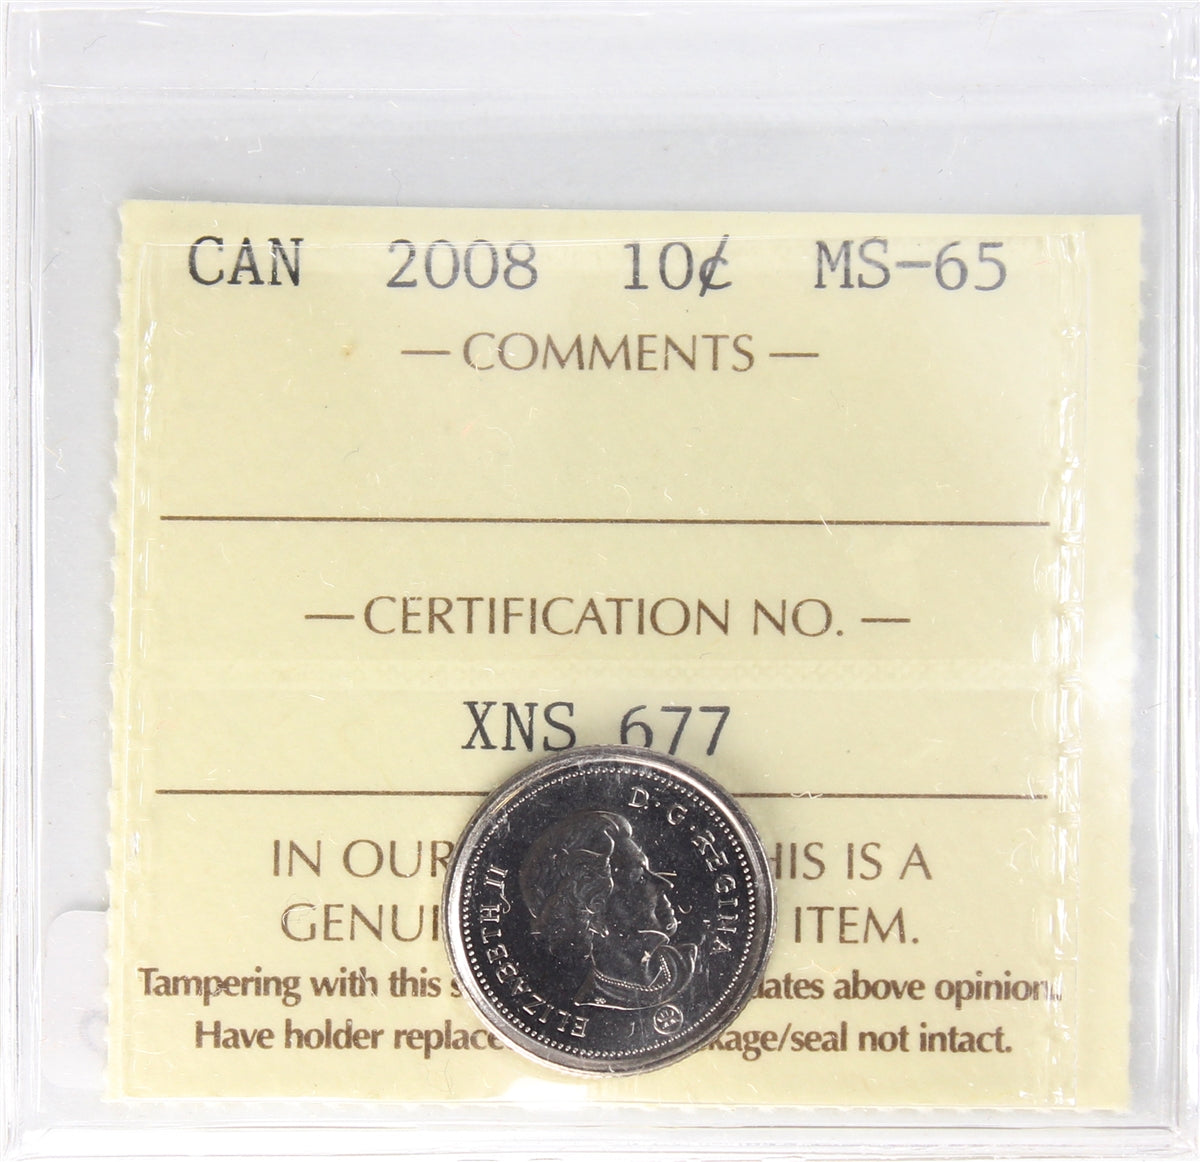 CAN 2008 10¢ MS-65
— COMMENTS —
— CERTIFICATION NO. —
XNS 677
IN OUR HIS IS A
GENUI ITEM.
Tampering with this s ates above opinion.
Have holder replace kage/seal not intact.
ELIZABETH II D·G·REGINA